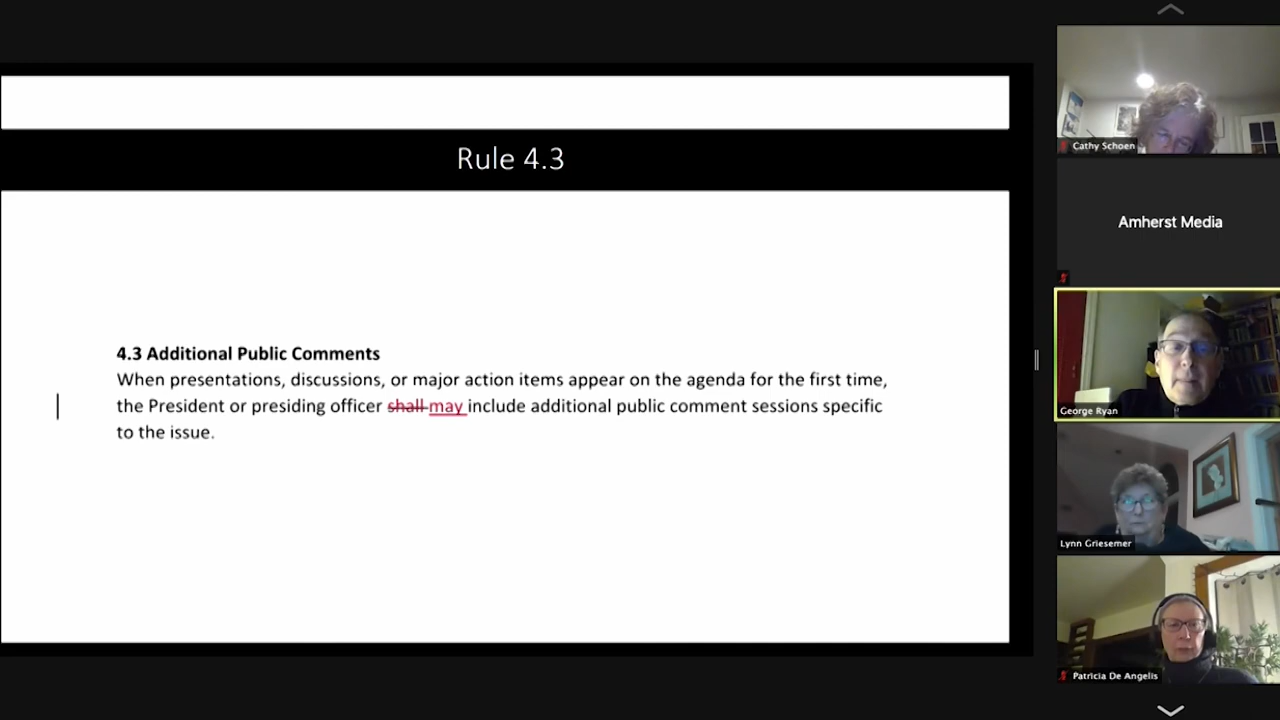 Rule 4.3
4.3 Additional Public Comments
When presentations, discussions, or major action items appear on the agenda for the first time,
the President or presiding officer shall may include additional public comment sessions specific
to the issue.
Cathy Schoen
Amherst Media
George Ryan
Lynn Griesemer
Patricia De Angelis